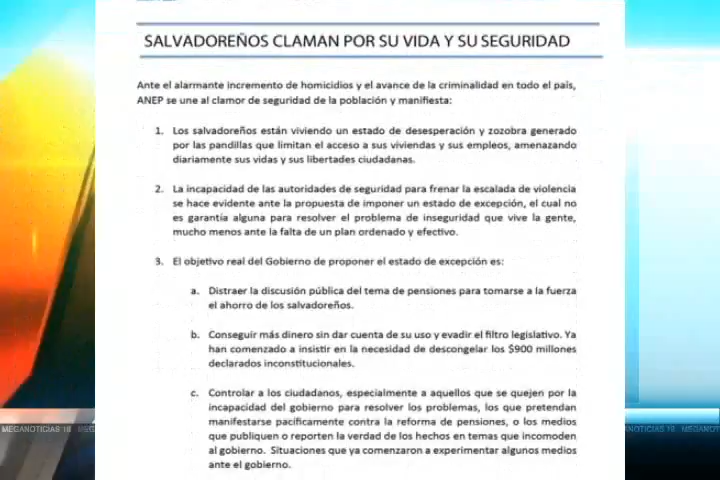 SALVADOREÑOS CLAMAN POR SU VIDA Y SU SEGURIDAD
Ante el alarmante incremento de homicidios y el avance de la criminalidad en todo el país,
ANEP se une al clamor de seguridad de la población y manifiesta:
1. Los salvadoreños están viviendo un estado de desesperación y zozobra generado
por las pandillas que limitan el acceso a sus viviendas y sus empleos, amenazando
diariamente sus vidas y sus libertades ciudadanas.
2. La incapacidad de las autoridades de seguridad para frenar la escalada de violencia
se hace evidente ante la propuesta de imponer un estado de excepción, el cual no
es garantía alguna para resolver el problema de inseguridad que vive la gente,
mucho menos ante la falta de un plan ordenado y efectivo.
3. El objetivo real del Gobierno de proponer el estado de excepción es:
a. Distraer la discusión pública del tema de pensiones para tomarse a la fuerza
el ahorro de los salvadoreños.
b. Conseguir más dinero sin dar cuenta de su uso y evadir el filtro legislativo. Ya
han comenzado a insistir en la necesidad de descongelar los $900 millones
declarados inconstitucionales.
c. Controlar a los ciudadanos, especialmente a aquellos que se quejen por la
incapacidad del gobierno para resolver los problemas, los que pretendan
manifestarse pacíficamente contra la reforma de pensiones, o los medios
que publiquen o reporten la verdad de los hechos en temas que incomoden
al gobierno. Situaciones que ya comenzaron a experimentar algunos medios
ante el gobierno.
MEGANOTICIAS 19 MEG
NOTICIAS 19 MEGANOTICIAS